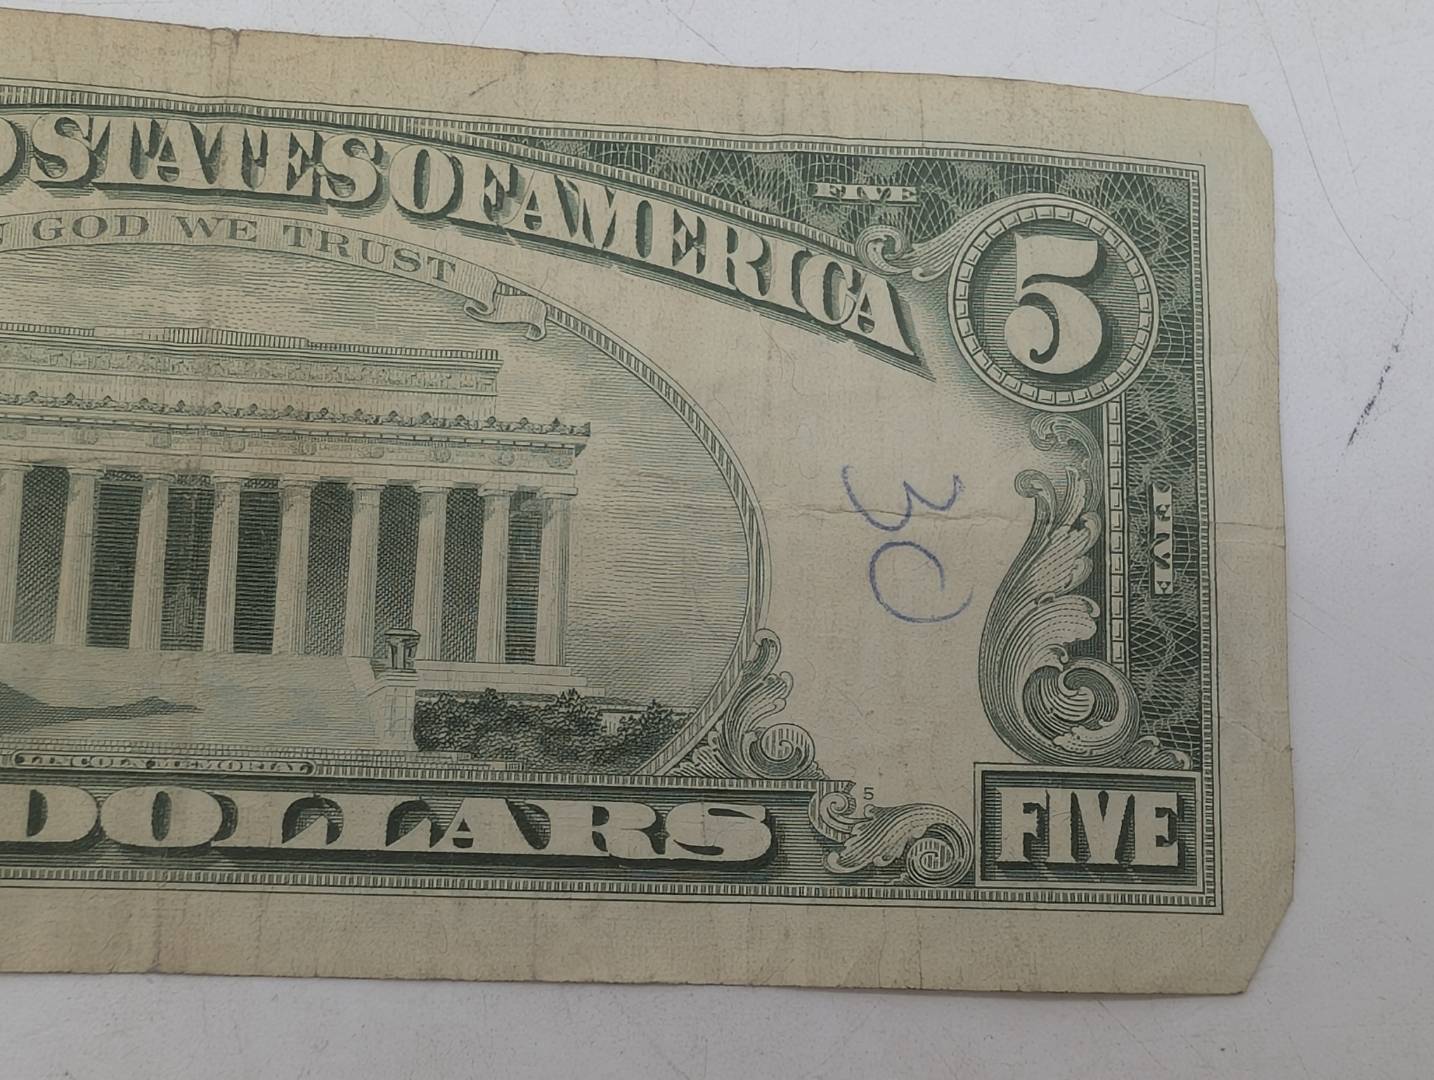 D STATES OF AMERICA
N GOD WE TRUST
FIVE
5
30
FIVE
LINCOLN MEMORIAL
DOLLARS
5
FIVE